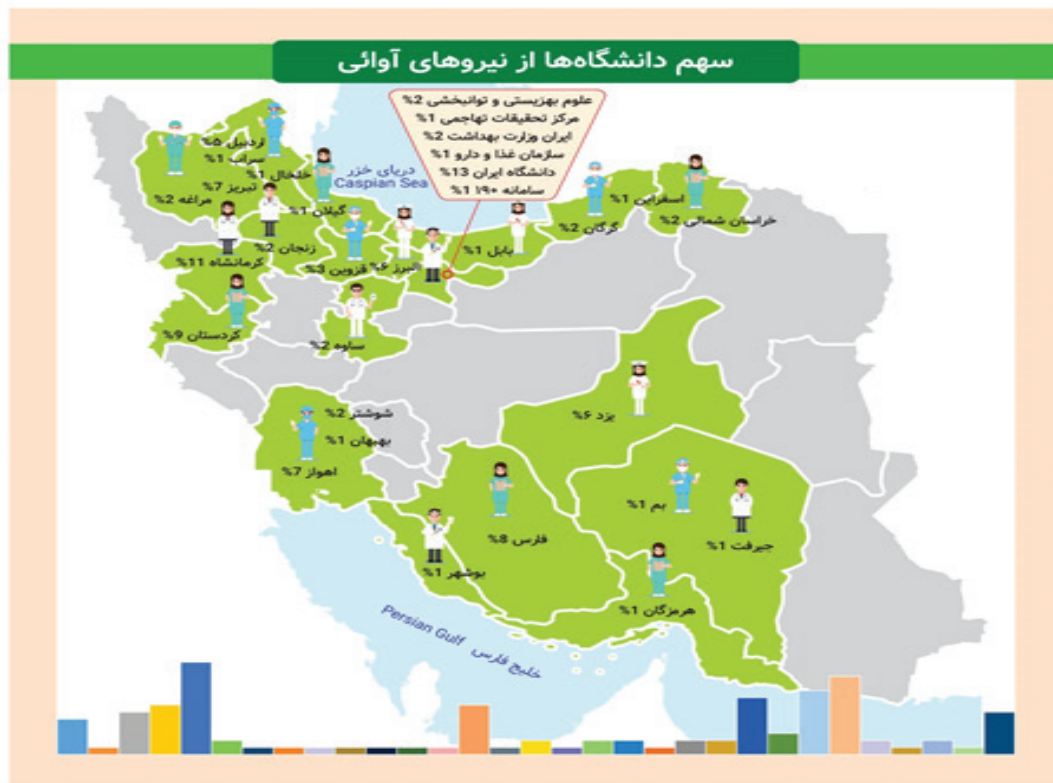 سهم دانشگاه‌ها از نیروهای آوائی
علوم بهزیستی و توانبخشی 2%
مرکز تحقیقات تهاجمی 1%
ایران وزارت بهداشت 2%
سازمان غذا و دارو 1%
دانشگاه ایران 13%
سامانه ۱۹۰ 1%
دریای خزر
Caspian Sea
اردبیل ۵%
سراب 1%
خلخال 1%
تبریز 7%
مراغه 2%
گیلان 1%
زنجان 2%
کرمانشاه 11%
قزوین 3%
البرز ۶%
بابل 1%
گرگان 2%
اسفراین 1%
خراسان شمالی 2%
کردستان 9%
ساوه 2%
یزد ۶%
شوشتر 2%
بهبهان 1%
اهواز 7%
فارس 8%
بم 1%
جیرفت 1%
بوشهر 1%
هرمزگان 1%
Persian Gulf
خلیج فارس